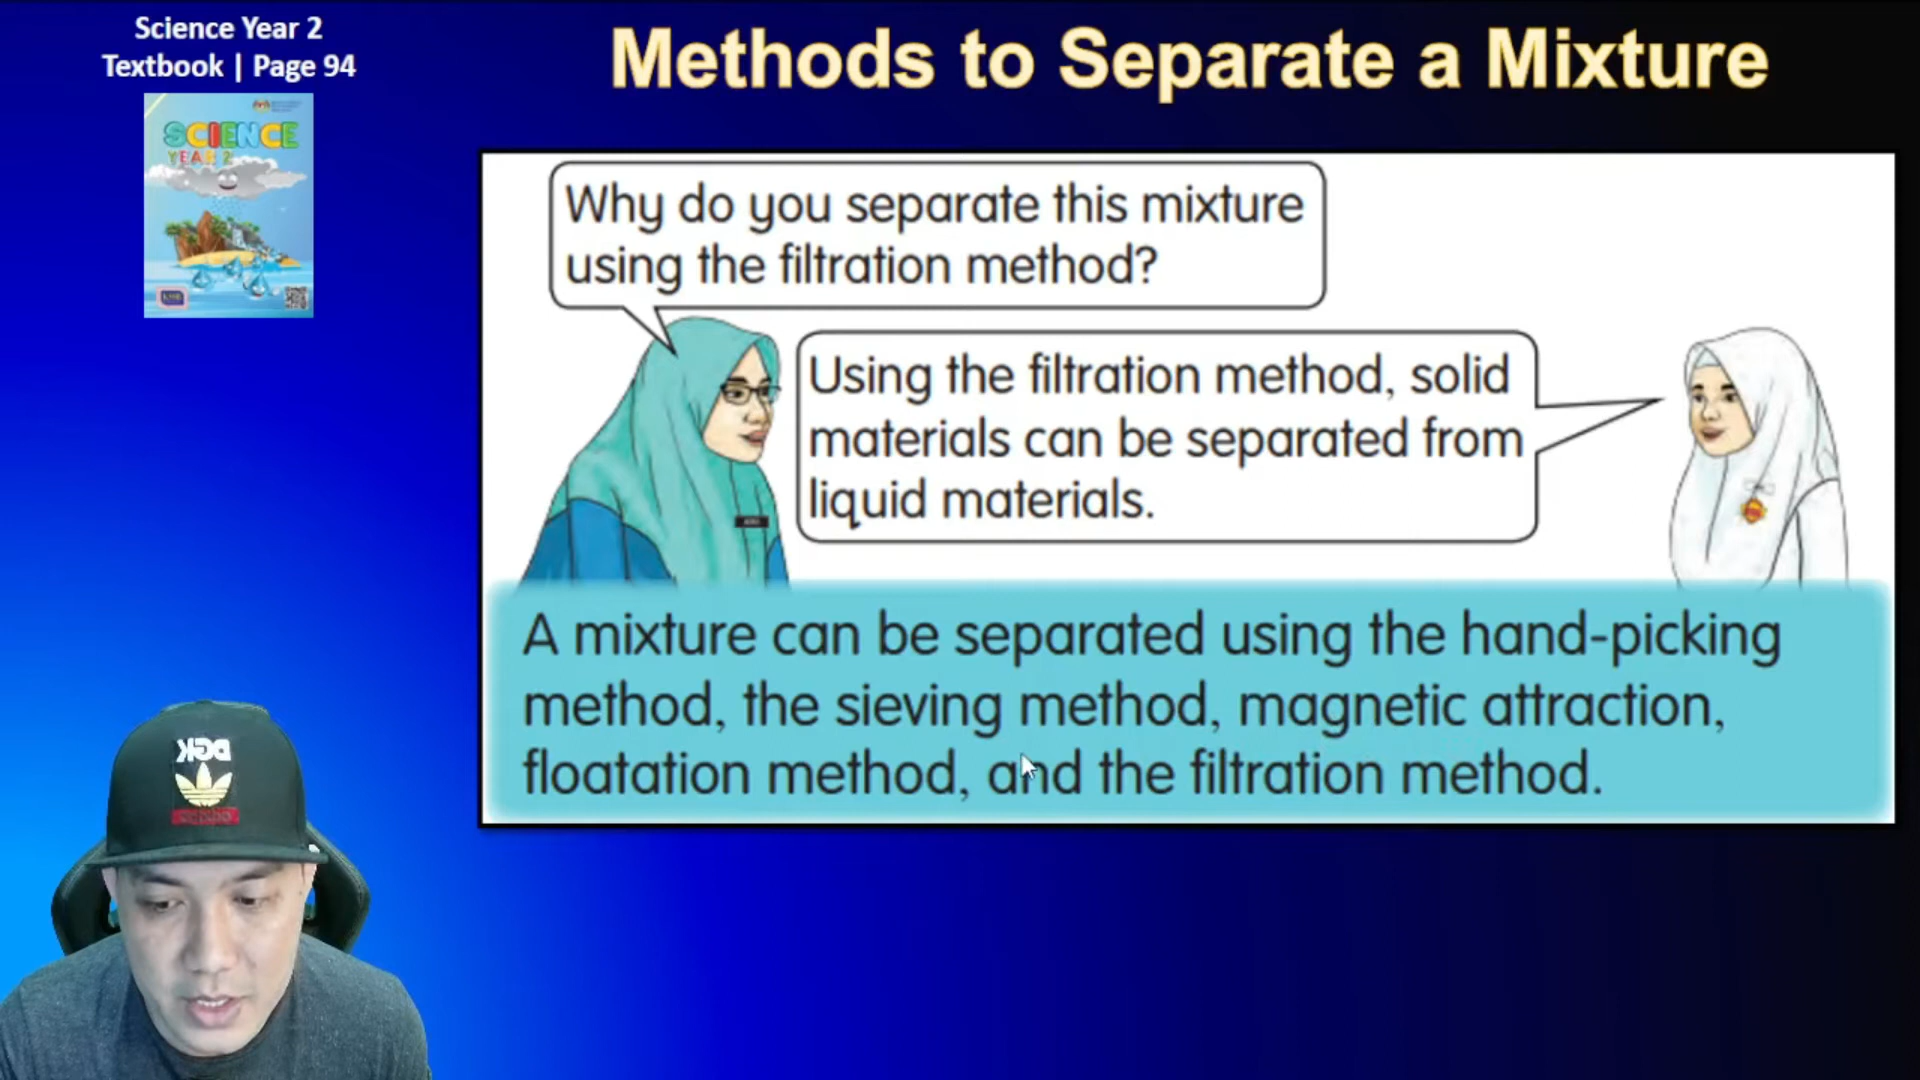 Science Year 2
Textbook | Page 94
Methods to Separate a Mixture
SCIENCE
YEAR 2
Why do you separate this mixture
using the filtration method?
Using the filtration method, solid
materials can be separated from
liquid materials.
A mixture can be separated using the hand-picking
method, the sieving method, magnetic attraction,
floatation method, and the filtration method.
DGK